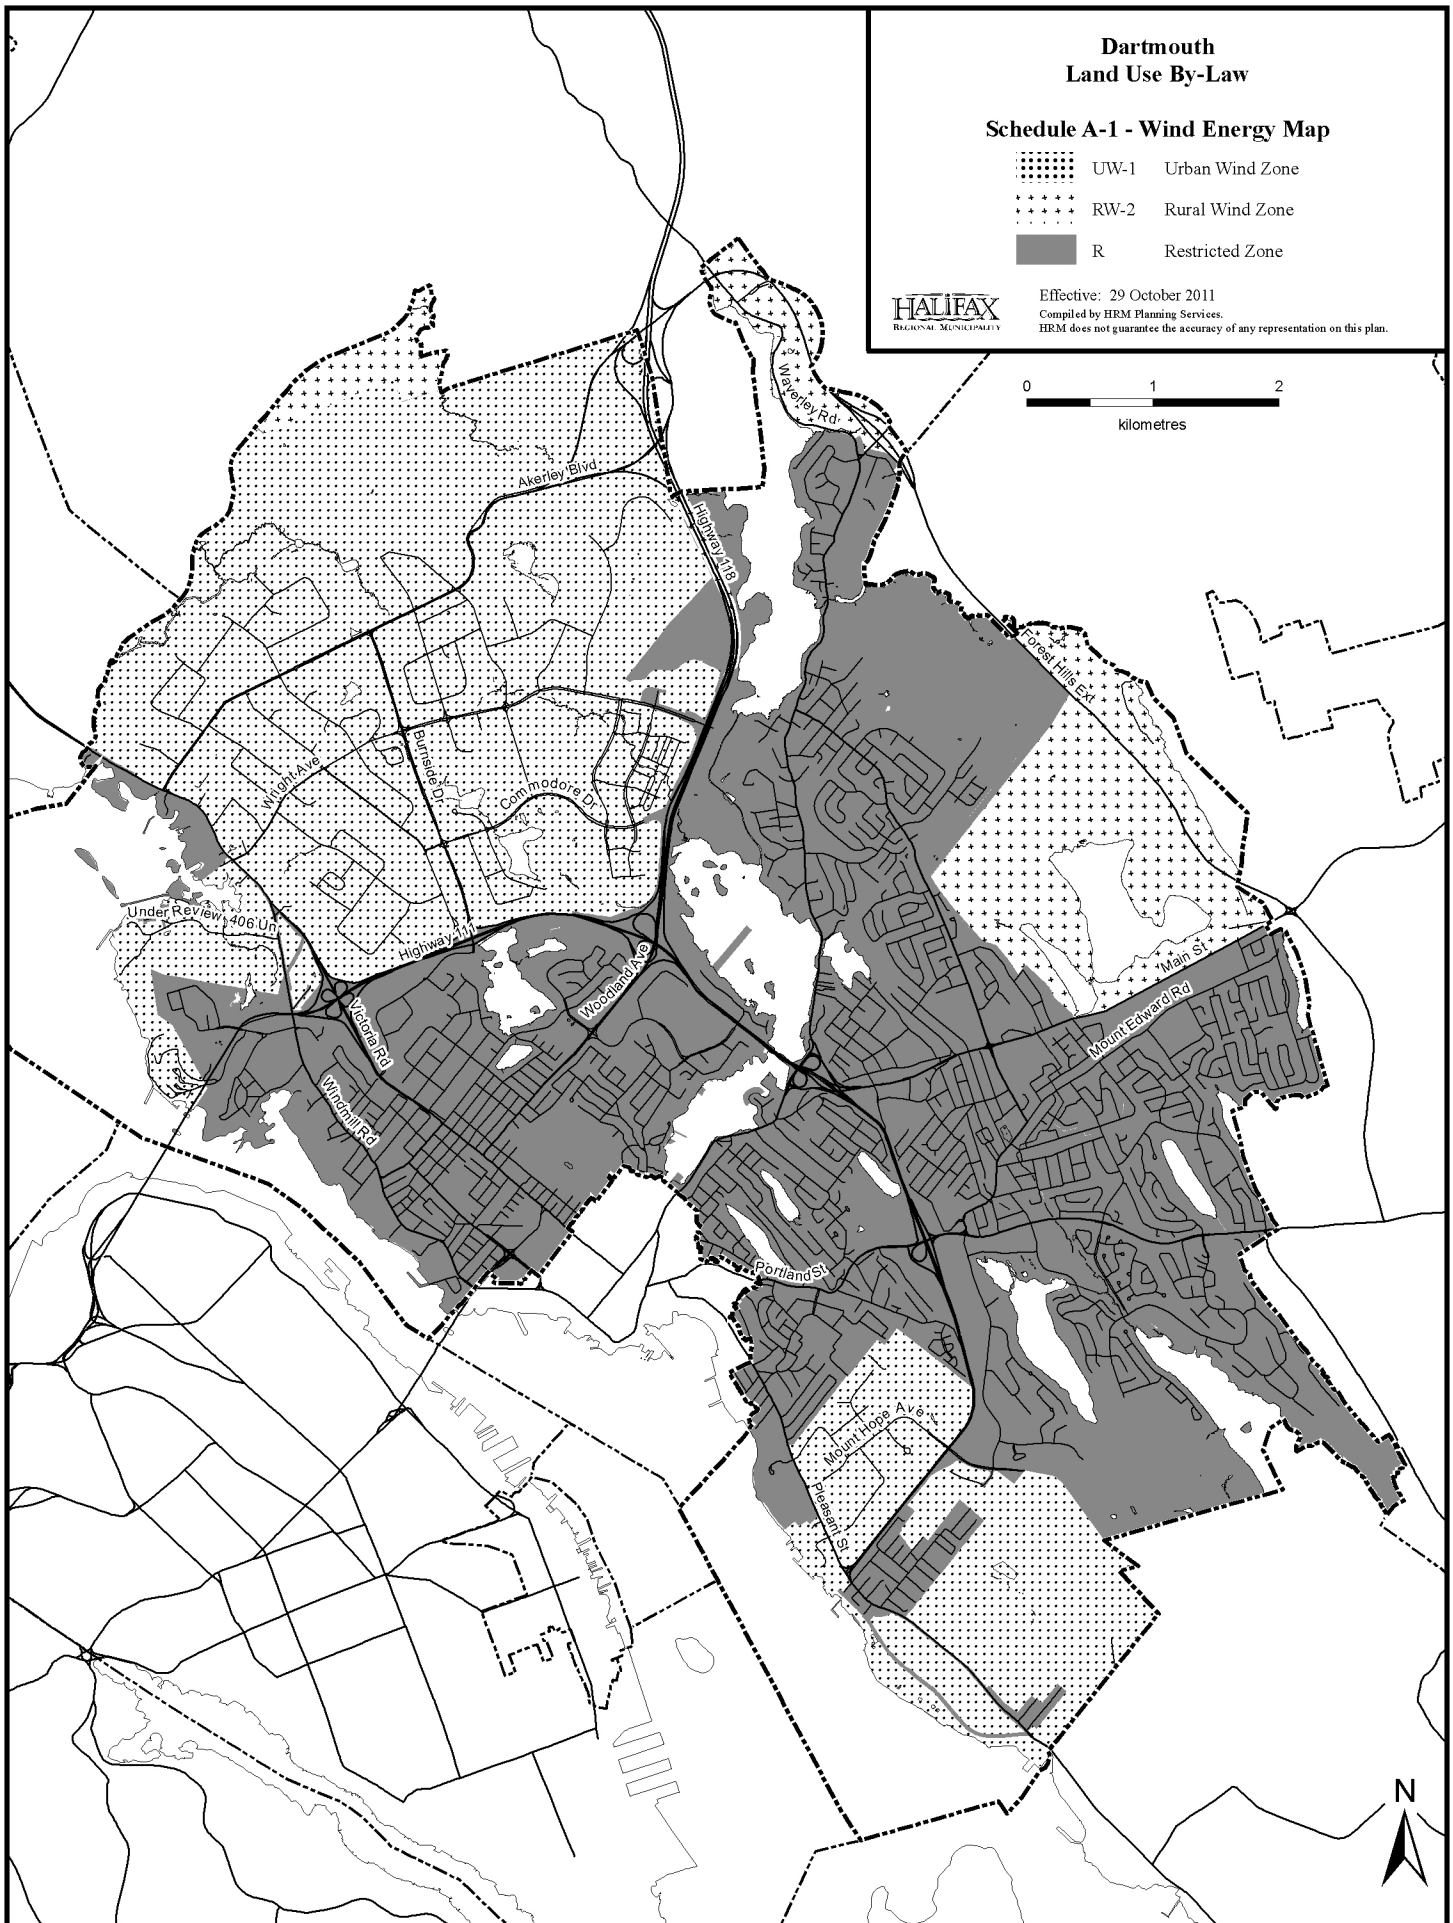 Dartmouth
Land Use By-Law
Schedule A-1 - Wind Energy Map
UW-1 Urban Wind Zone
RW-2 Rural Wind Zone
R Restricted Zone
HALIFAX
REGIONAL MUNICIPALITY
Effective: 29 October 2011
Compiled by HRM Planning Services.
HRM does not guarantee the accuracy of any representation on this plan.
0 1 2
kilometres
Waverley Rd
Akerley Blvd
Highway 118
Forest Hills Ext
Burnside Dr
Wright Ave
Commodore Dr
Under Review 406 Un
Highway 111
Woodland Ave
Main St
Mount Edward Rd
Victoria Rd
Windmill Rd
Portland St
Mount Hope Ave
Pleasant St
N